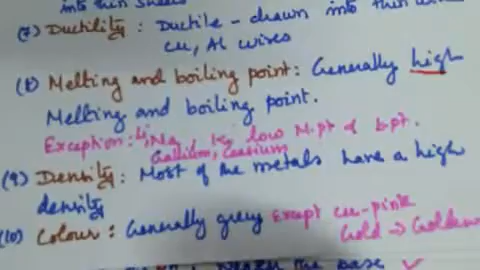 into thin sheets
(7) Ductility : Ductile - drawn into thin wires
cu, Al wires
(8) Melting and boiling point : Generally high
Melting and boiling point.
Exception : Li, Na, K low M.pt & b.pt.
Gallium, Caesium
(9) Density : Most of the metals have a high
density
(10) Colour : Generally grey Except cu - pink
Gold → Golden
the base